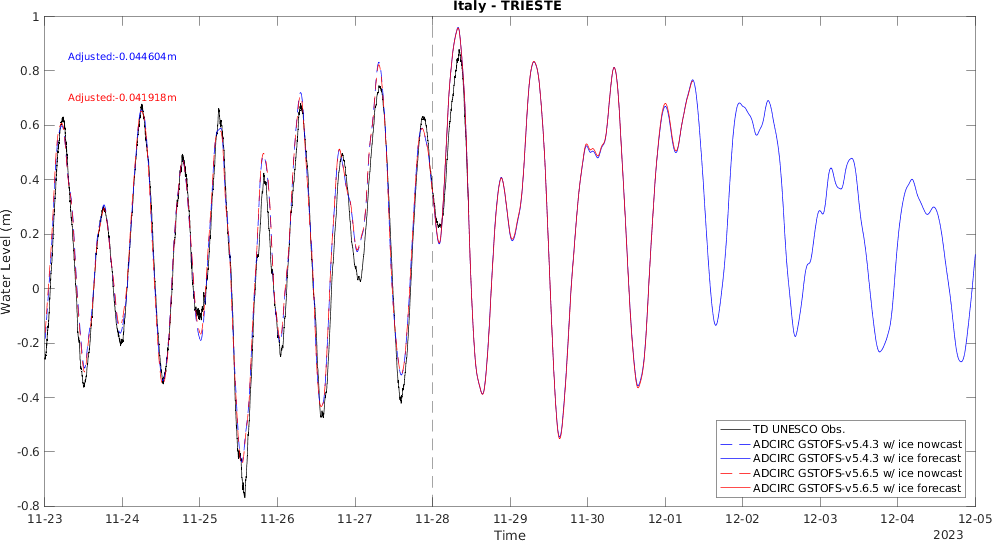 Italy - TRIESTE
Adjusted:-0.044604m
Adjusted:-0.041918m
1
0.8
0.6
0.4
0.2
0
-0.2
-0.4
-0.6
-0.8
Water Level (m)
TD UNESCO Obs.
ADCIRC GSTOFS-v5.4.3 w/ ice nowcast
ADCIRC GSTOFS-v5.4.3 w/ ice forecast
ADCIRC GSTOFS-v5.6.5 w/ ice nowcast
ADCIRC GSTOFS-v5.6.5 w/ ice forecast
11-23 11-24 11-25 11-26 11-27 11-28 11-29 11-30 12-01 12-02 12-03 12-04 12-05
Time
2023